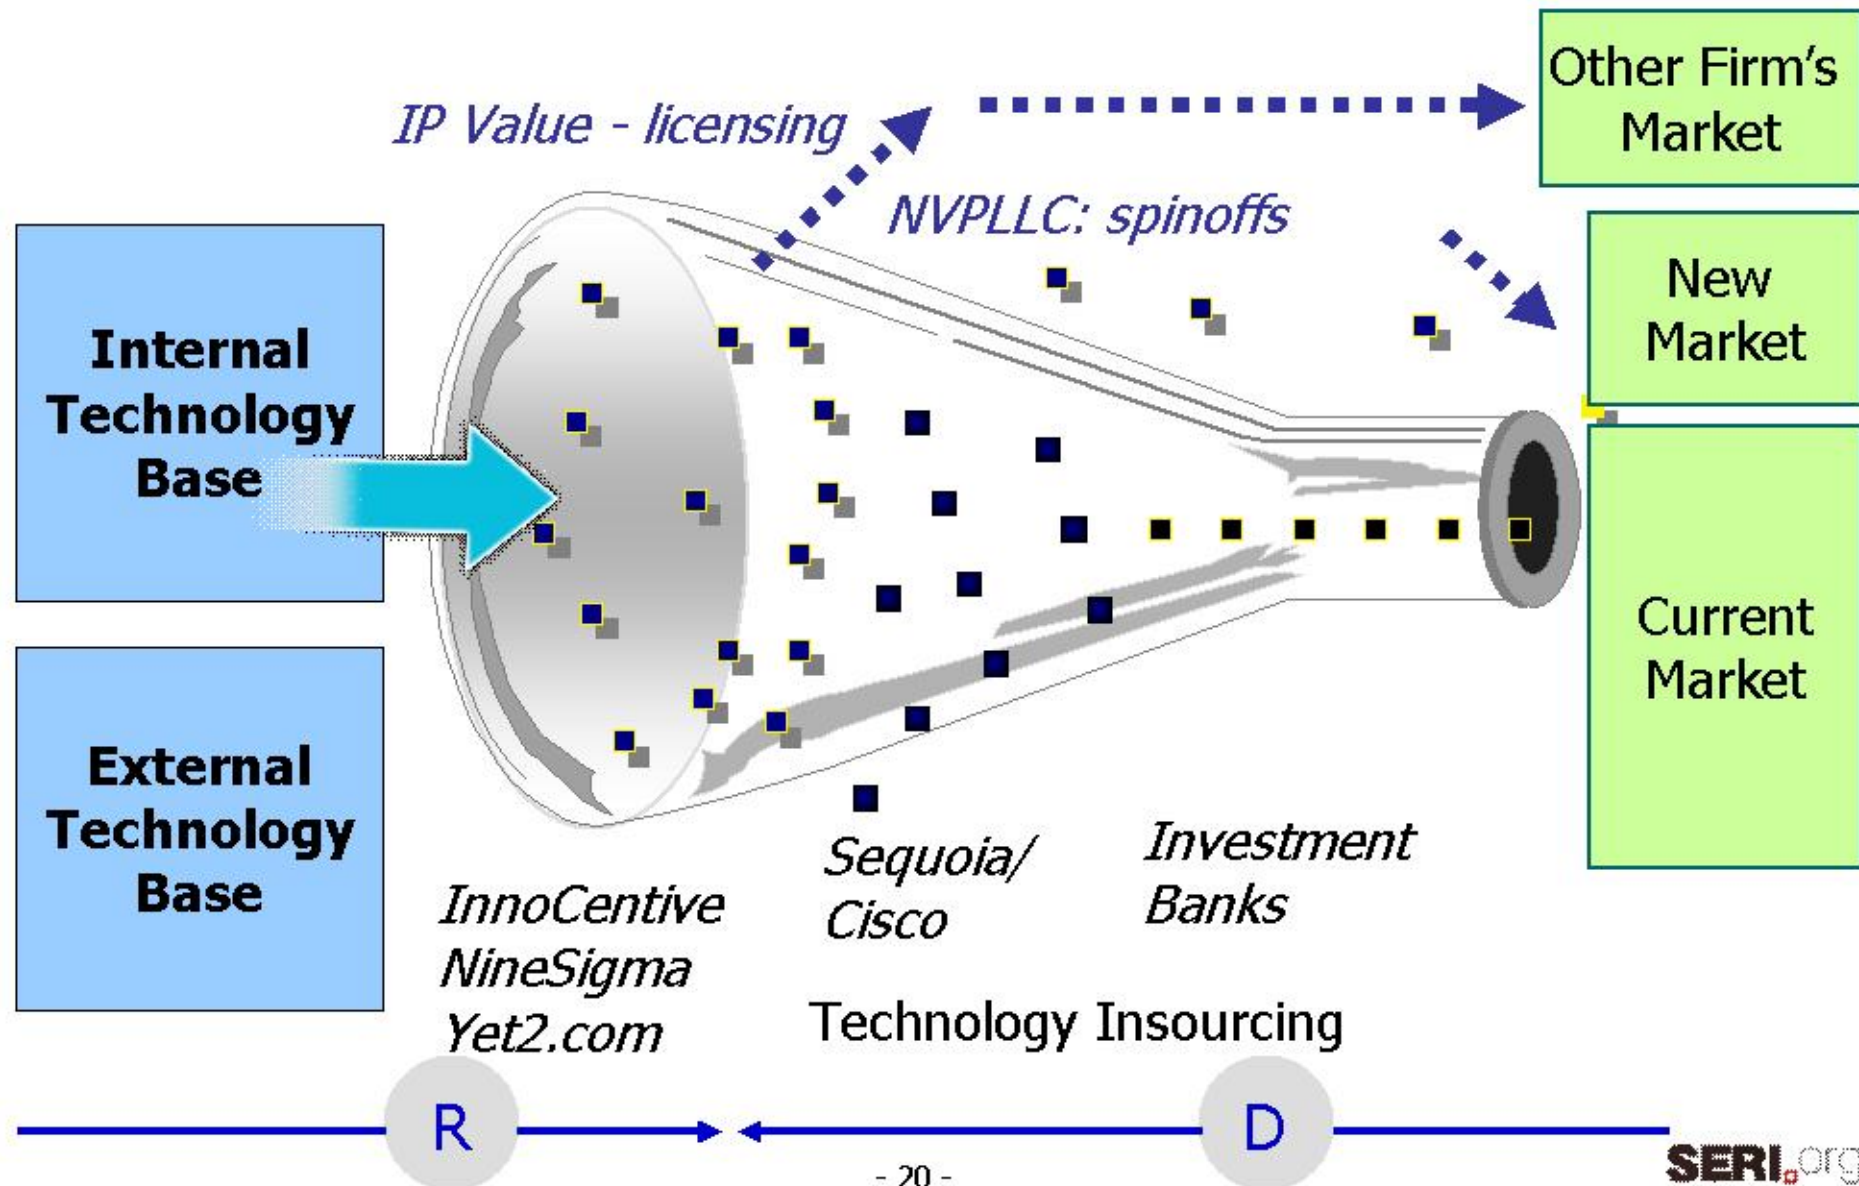 Other Firm's
Market
IP Value - licensing
NVPLLC: spinoffs
New
Market
Internal
Technology
Base
Current
Market
External
Technology
Base
Sequoia/
Cisco
Investment
Banks
InnoCentive
NineSigma
Yet2.com
Technology Insourcing
R
D
- 20 -
SERI.org